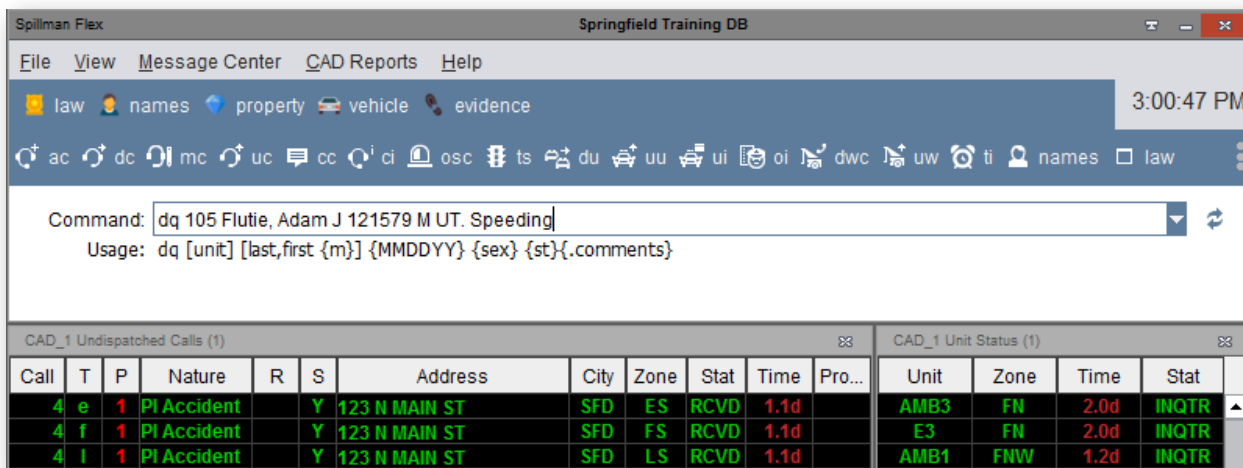 Spillman Flex Springfield Training DB
File View Message Center CAD Reports Help
law names property vehicle evidence 3:00:47 PM
ac dc mc uc cc ci osc ts du uu ui oi dwc uw ti names law
Command: dq 105 Flutie, Adam J 121579 M UT. Speeding
Usage: dq [unit] [last,first {m}] {MMDDYY} {sex} {st}{.comments}
CAD_1 Undispatched Calls (1) CAD_1 Unit Status (1)
Call T P Nature R S Address City Zone Stat Time Pro... Unit Zone Time Stat
4 e 1 PI Accident Y 123 N MAIN ST SFD ES RCVD 1.1d AMB3 FN 2.0d INQTR
4 f 1 PI Accident Y 123 N MAIN ST SFD FS RCVD 1.1d E3 FN 2.0d INQTR
4 l 1 PI Accident Y 123 N MAIN ST SFD LS RCVD 1.1d AMB1 FNW 1.2d INQTR